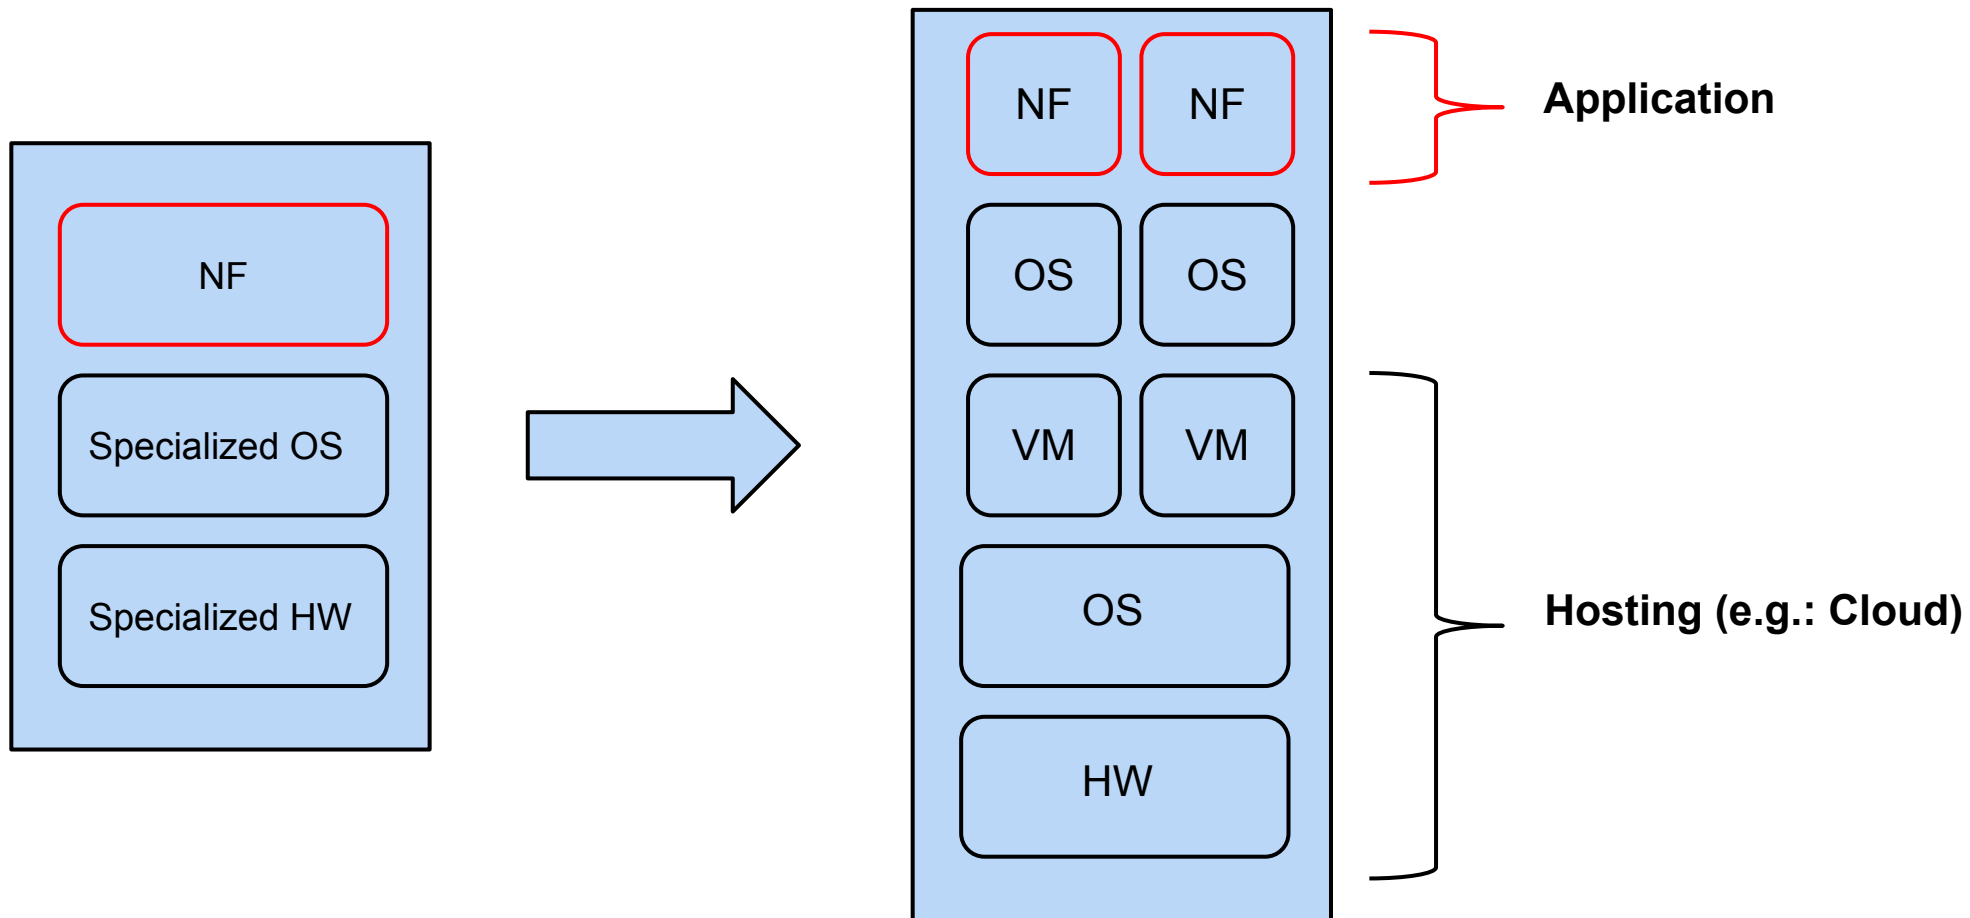 NF
Specialized OS
Specialized HW
NF NF
OS OS
VM VM
OS
HW
Application
Hosting (e.g.: Cloud)